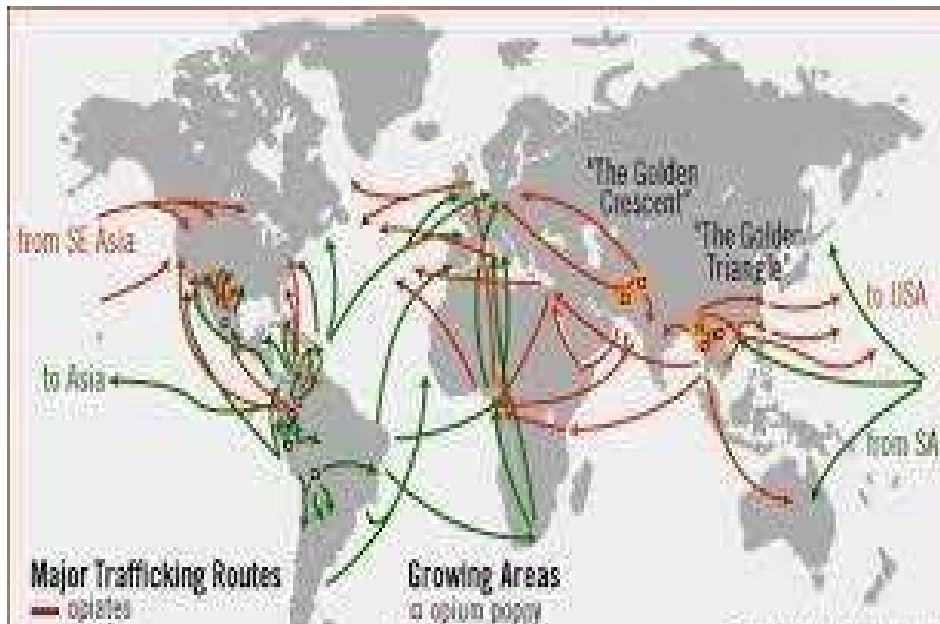 "The Golden
Crescent"
"The Golden
Triangle"
from SE Asia
to USA
to Asia
from SA
Major Trafficking Routes
opiates
Growing Areas
opium poppy